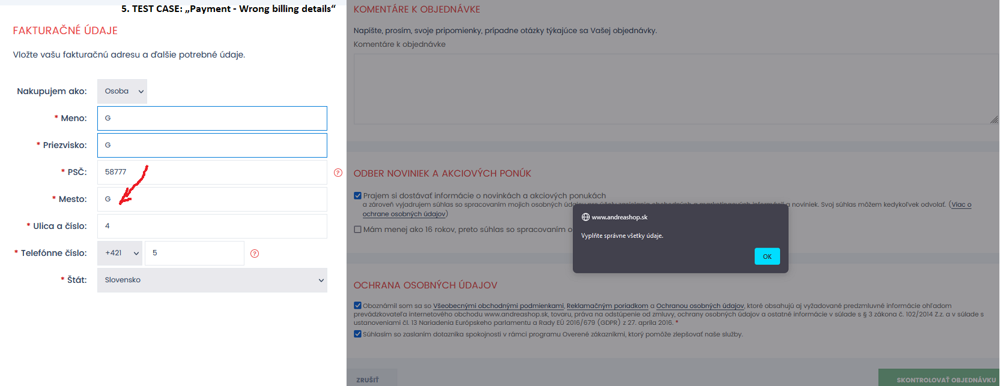 5. TEST CASE: „Payment - Wrong billing details“
FAKTURAČNÉ ÚDAJE
Vložte vašu fakturačnú adresu a ďalšie potrebné údaje.
Nakupujem ako: Osoba
* Meno: G
* Priezvisko: G
* PSČ: 58777 ?
* Mesto: G
* Ulica a číslo: 4
* Telefónne číslo: +421 5 ?
* Štát: Slovensko
KOMENTÁRE K OBJEDNÁVKE
Napíšte, prosím, svoje pripomienky, prípadne otázky týkajúce sa Vašej objednávky.
Komentáre k objednávke
ODBER NOVINIEK A AKCIOVÝCH PONÚK
Prajem si dostávať informácie o novinkách a akciových ponukách
a zároveň vyjadrujem súhlas so spracovaním mojich osobných noviniek. Svoj súhlas môžem kedykoľvek odvolať. (Viac o
ochrane osobných údajov)
Mám menej ako 16 rokov, preto súhlas so spracovaním o
www.andreashop.sk
Vyplňte správne všetky údaje.
OK
OCHRANA OSOBNÝCH ÚDAJOV
Oboznámil som sa so Všeobecnými obchodnými podmienkami, Reklamačným poriadkom a Ochranou osobných údajov, ktoré obsahujú aj vyžadované predzmluvné informácie ohľadom
prevádzkovateľa internetového obchodu www.andreashop.sk, tovaru, práva na odstúpenie od zmluvy, ochrany osobných údajov a ostatné informácie v súlade s § 3 zákona č. 102/2014 Z.z. a v súlade s
ustanoveniami čl. 13 Nariadenia Európskeho parlamentu a Rady EÚ 2016/679 (GDPR) z 27. apríla 2016. *
Súhlasím so zaslaním dotazníka spokojnosti v rámci programu Overené zákazníkmi, ktorý pomôže zlepšovať naše služby.
ZRUŠIŤ
SKONTROLOVAŤ OBJEDNÁVKU